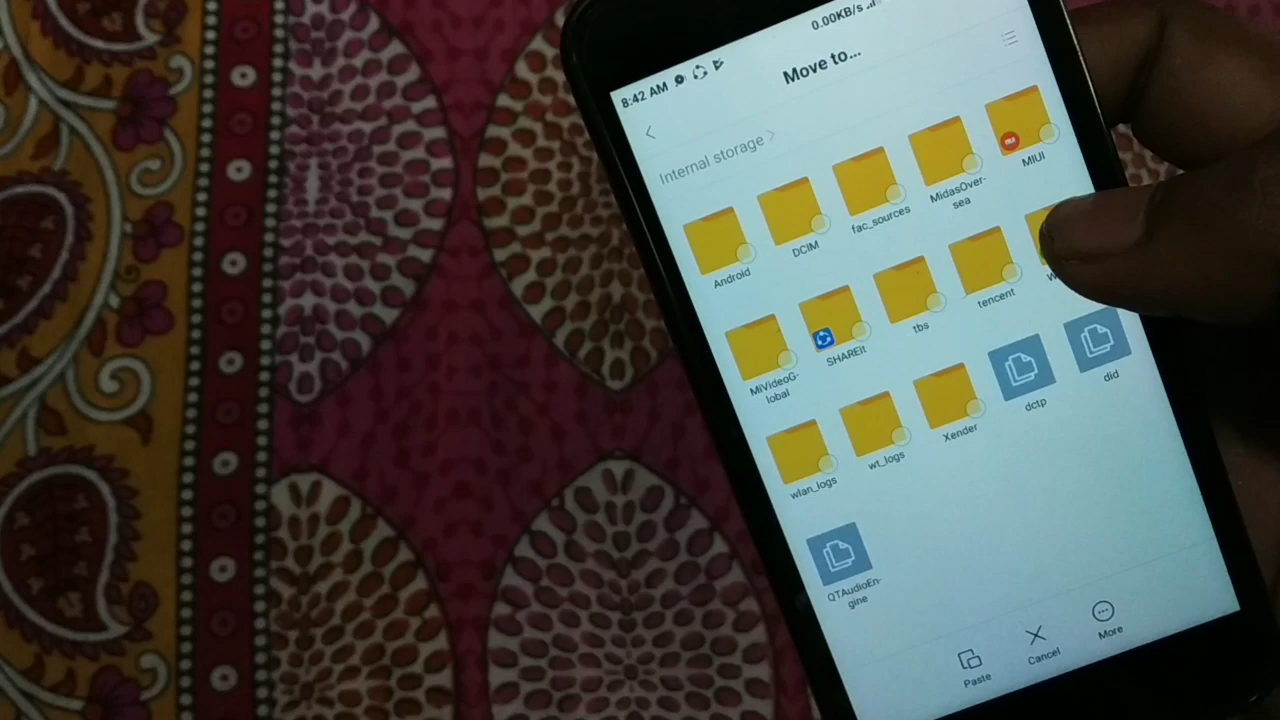 0.00KB/s
8:42 AM
Move to...
Internal storage
Android
DCIM
fac_sources
MidasOver-
sea
MIUI
MiVideoG-
lobal
SHAREit
tbs
tencent
wlan_logs
wt_logs
Xender
dctp
did
QTAudioEn-
gine
Paste
Cancel
More